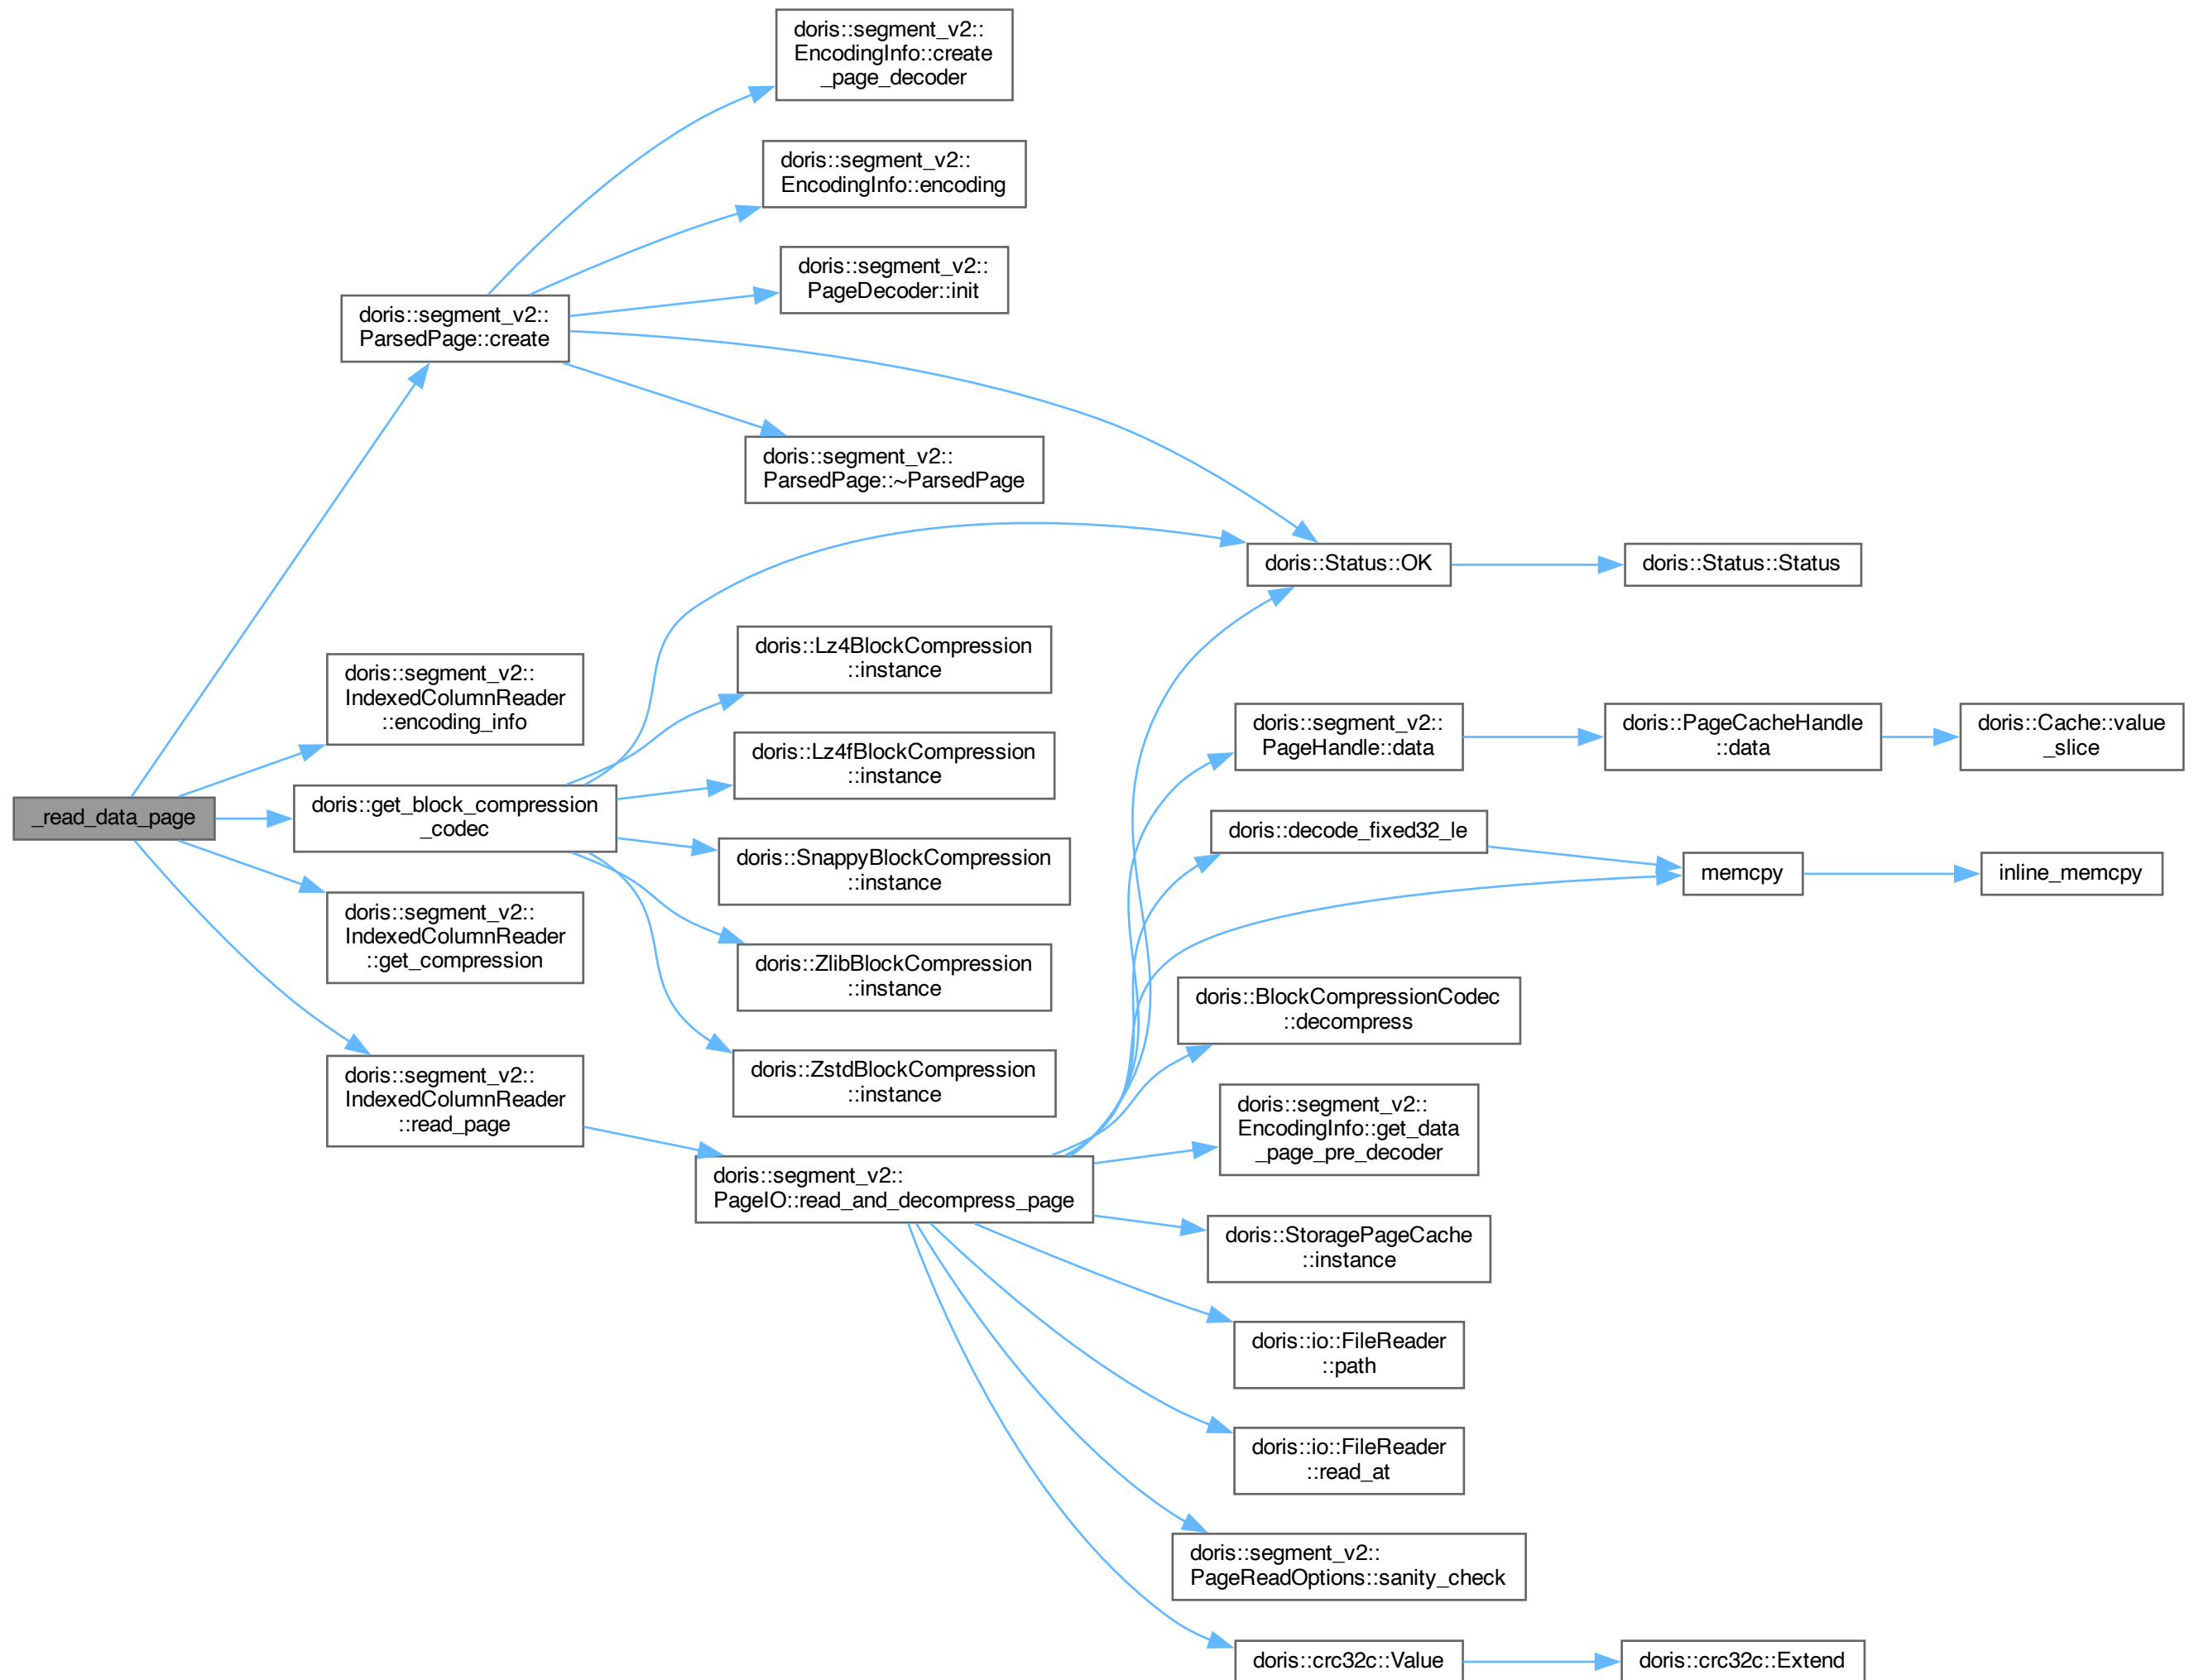 doris::segment_v2::
EncodingInfo::create
_page_decoder
doris::segment_v2::
EncodingInfo::encoding
doris::segment_v2::
PageDecoder::init
doris::segment_v2::
ParsedPage::create
doris::segment_v2::
ParsedPage::~ParsedPage
doris::Status::OK
doris::Status::Status
doris::Lz4BlockCompression
::instance
doris::segment_v2::
IndexedColumnReader
::encoding_info
doris::segment_v2::
PageHandle::data
doris::PageCacheHandle
::data
doris::Cache::value
_slice
doris::Lz4fBlockCompression
::instance
_read_data_page
doris::get_block_compression
_codec
doris::decode_fixed32_le
doris::SnappyBlockCompression
::instance
memcpy
inline_memcpy
doris::segment_v2::
IndexedColumnReader
::get_compression
doris::ZlibBlockCompression
::instance
doris::BlockCompressionCodec
::decompress
doris::ZstdBlockCompression
::instance
doris::segment_v2::
IndexedColumnReader
::read_page
doris::segment_v2::
EncodingInfo::get_data
_page_pre_decoder
doris::segment_v2::
PageIO::read_and_decompress_page
doris::StoragePageCache
::instance
doris::io::FileReader
::path
doris::io::FileReader
::read_at
doris::segment_v2::
PageReadOptions::sanity_check
doris::crc32c::Value
doris::crc32c::Extend